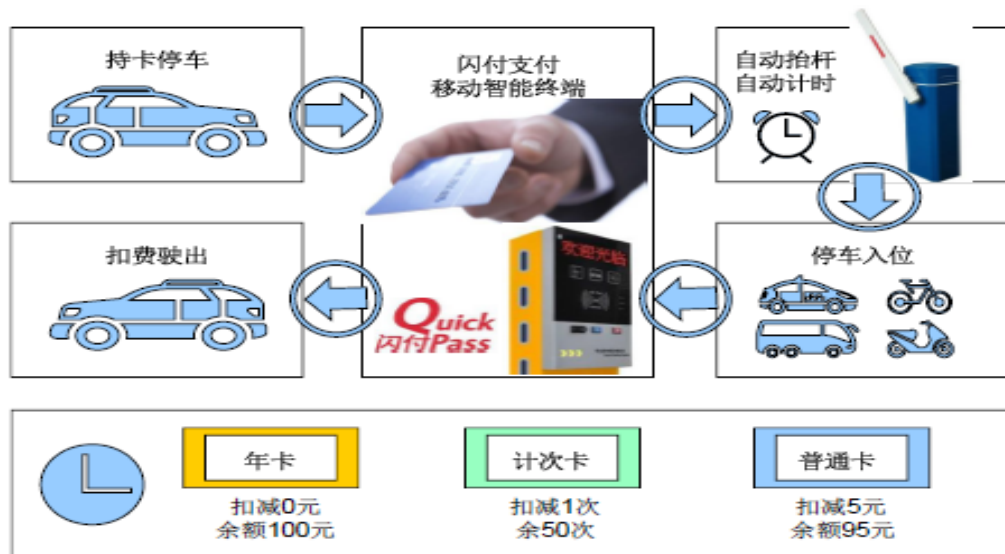 持卡停车
闪付支付
移动智能终端
自动抬杆
自动计时
扣费驶出
Quick
闪付Pass
欢迎光临
停车入位
年卡
计次卡
普通卡
扣减0元
余额100元
扣减1次
余50次
扣减5元
余额95元